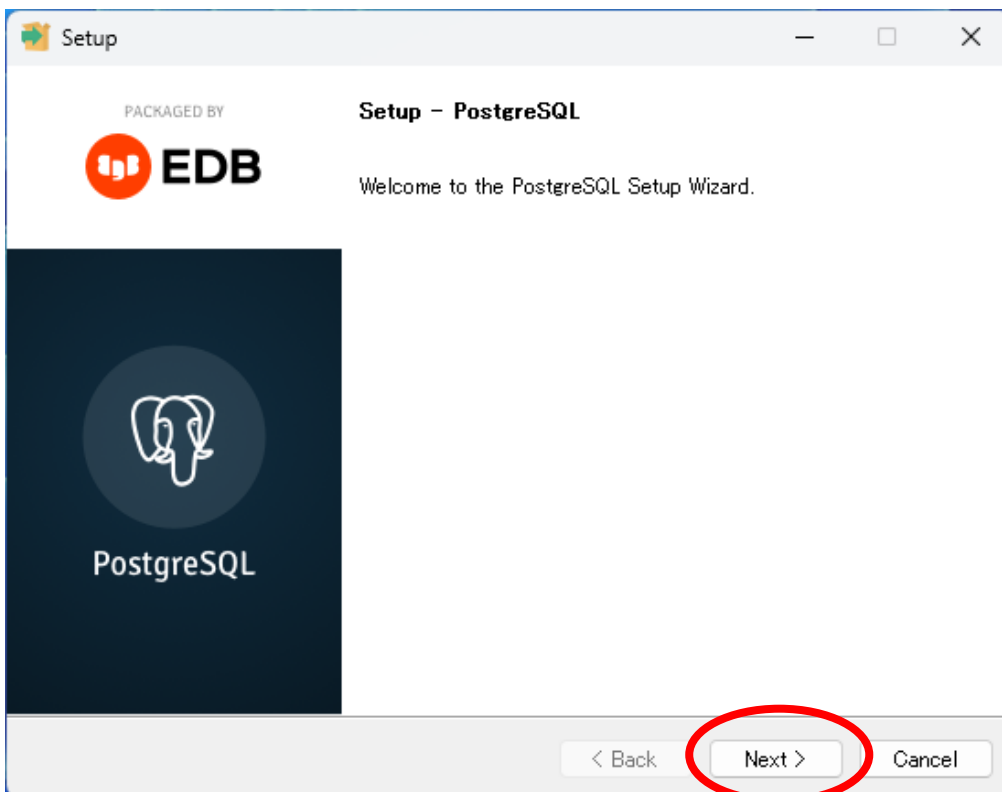 Setup
PACKAGED BY
EDB
Setup - PostgreSQL
Welcome to the PostgreSQL Setup Wizard.
PostgreSQL
< Back
Next >
Cancel